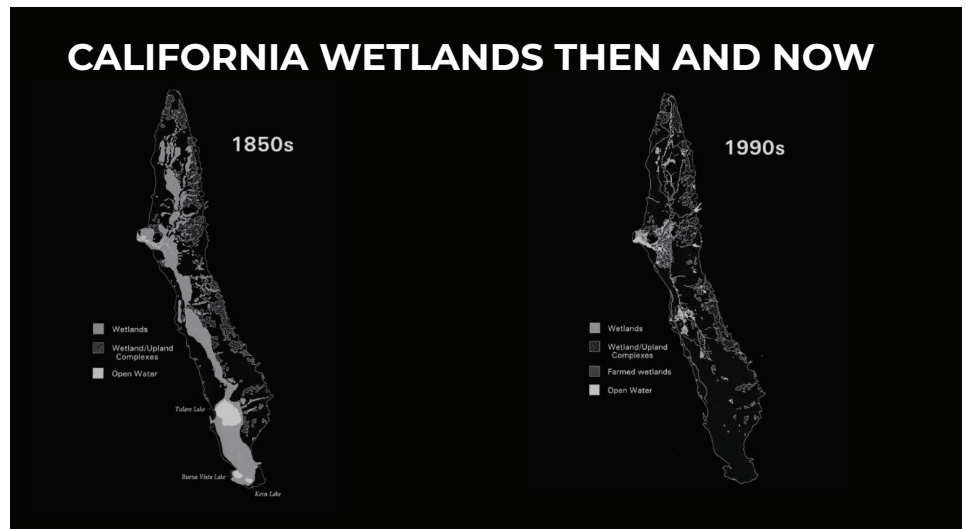 CALIFORNIA WETLANDS THEN AND NOW
1850s
Wetlands
Wetland/Upland
Complexes
Open Water
Tulare Lake
Buena Vista Lake
Kern Lake
1990s
Wetlands
Wetland/Upland
Complexes
Farmed wetlands
Open Water